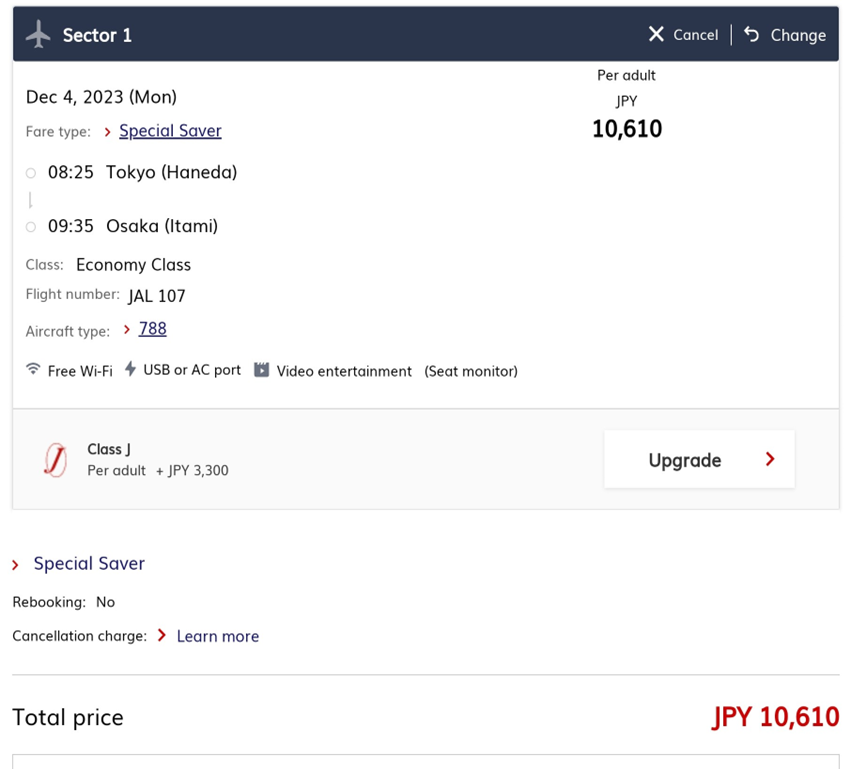 Sector 1
Cancel
Change
Per adult
JPY
10,610
Dec 4, 2023 (Mon)
Fare type: Special Saver
08:25 Tokyo (Haneda)
09:35 Osaka (Itami)
Class: Economy Class
Flight number: JAL 107
Aircraft type: 788
Free Wi-Fi USB or AC port Video entertainment (Seat monitor)
J
Class J
Per adult + JPY 3,300
Upgrade
Special Saver
Rebooking: No
Cancellation charge: Learn more
Total price JPY 10,610